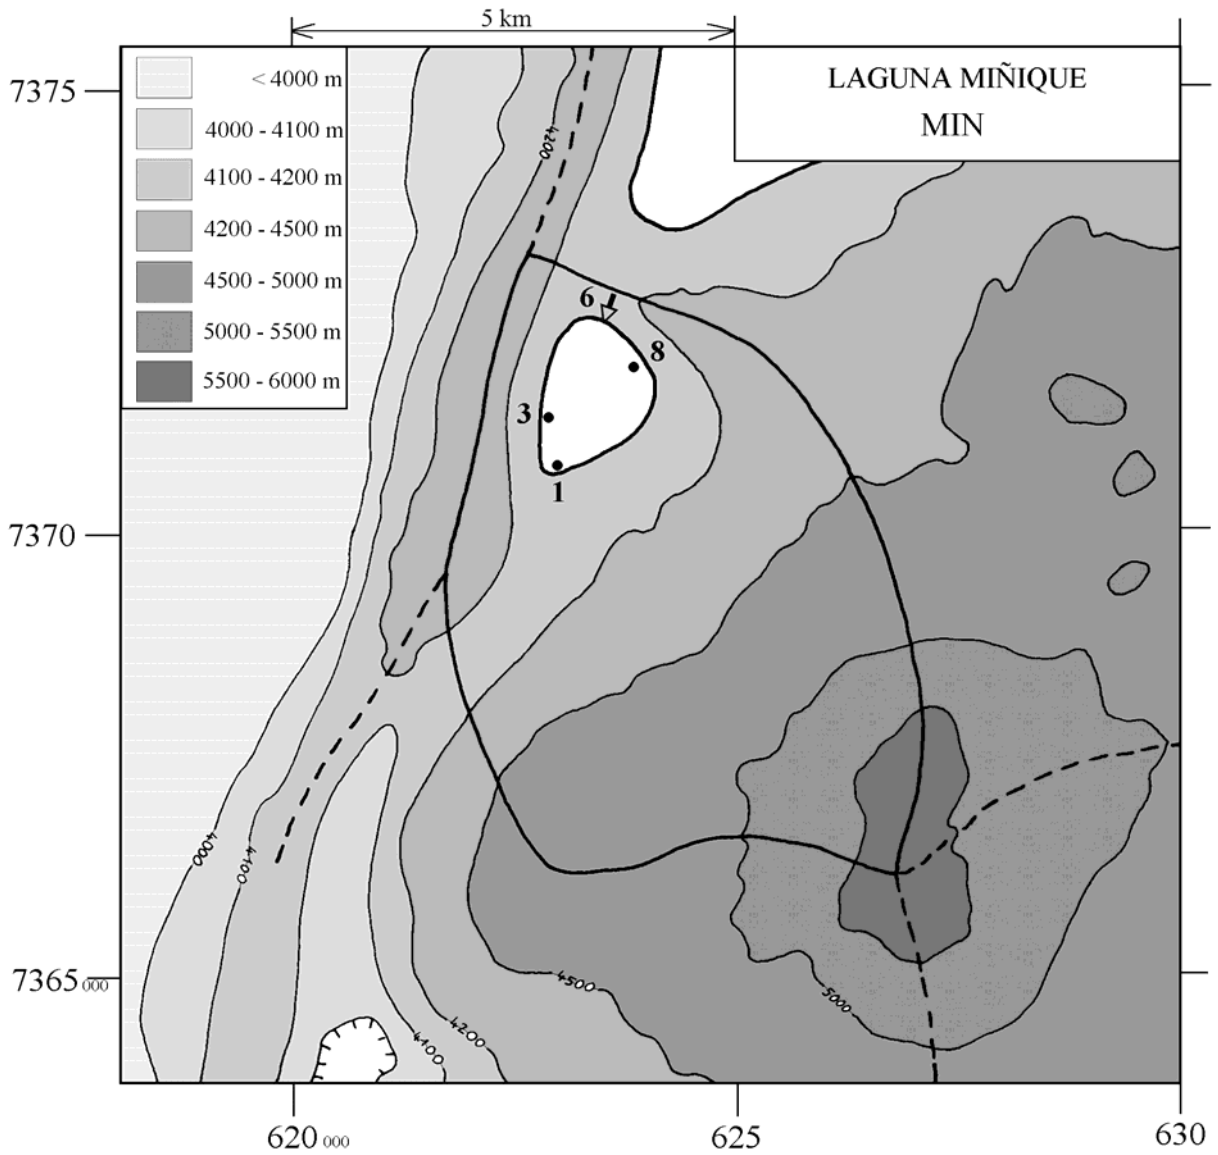 5 km
7375
LAGUNA MIÑIQUE
MIN
< 4000 m
4000 - 4100 m
4100 - 4200 m
4200 - 4500 m
4500 - 5000 m
5000 - 5500 m
5500 - 6000 m
4200
6
8
3
1
7370
4000
4100
7365 000
4500
5000
4200
4100
620 000
625
630